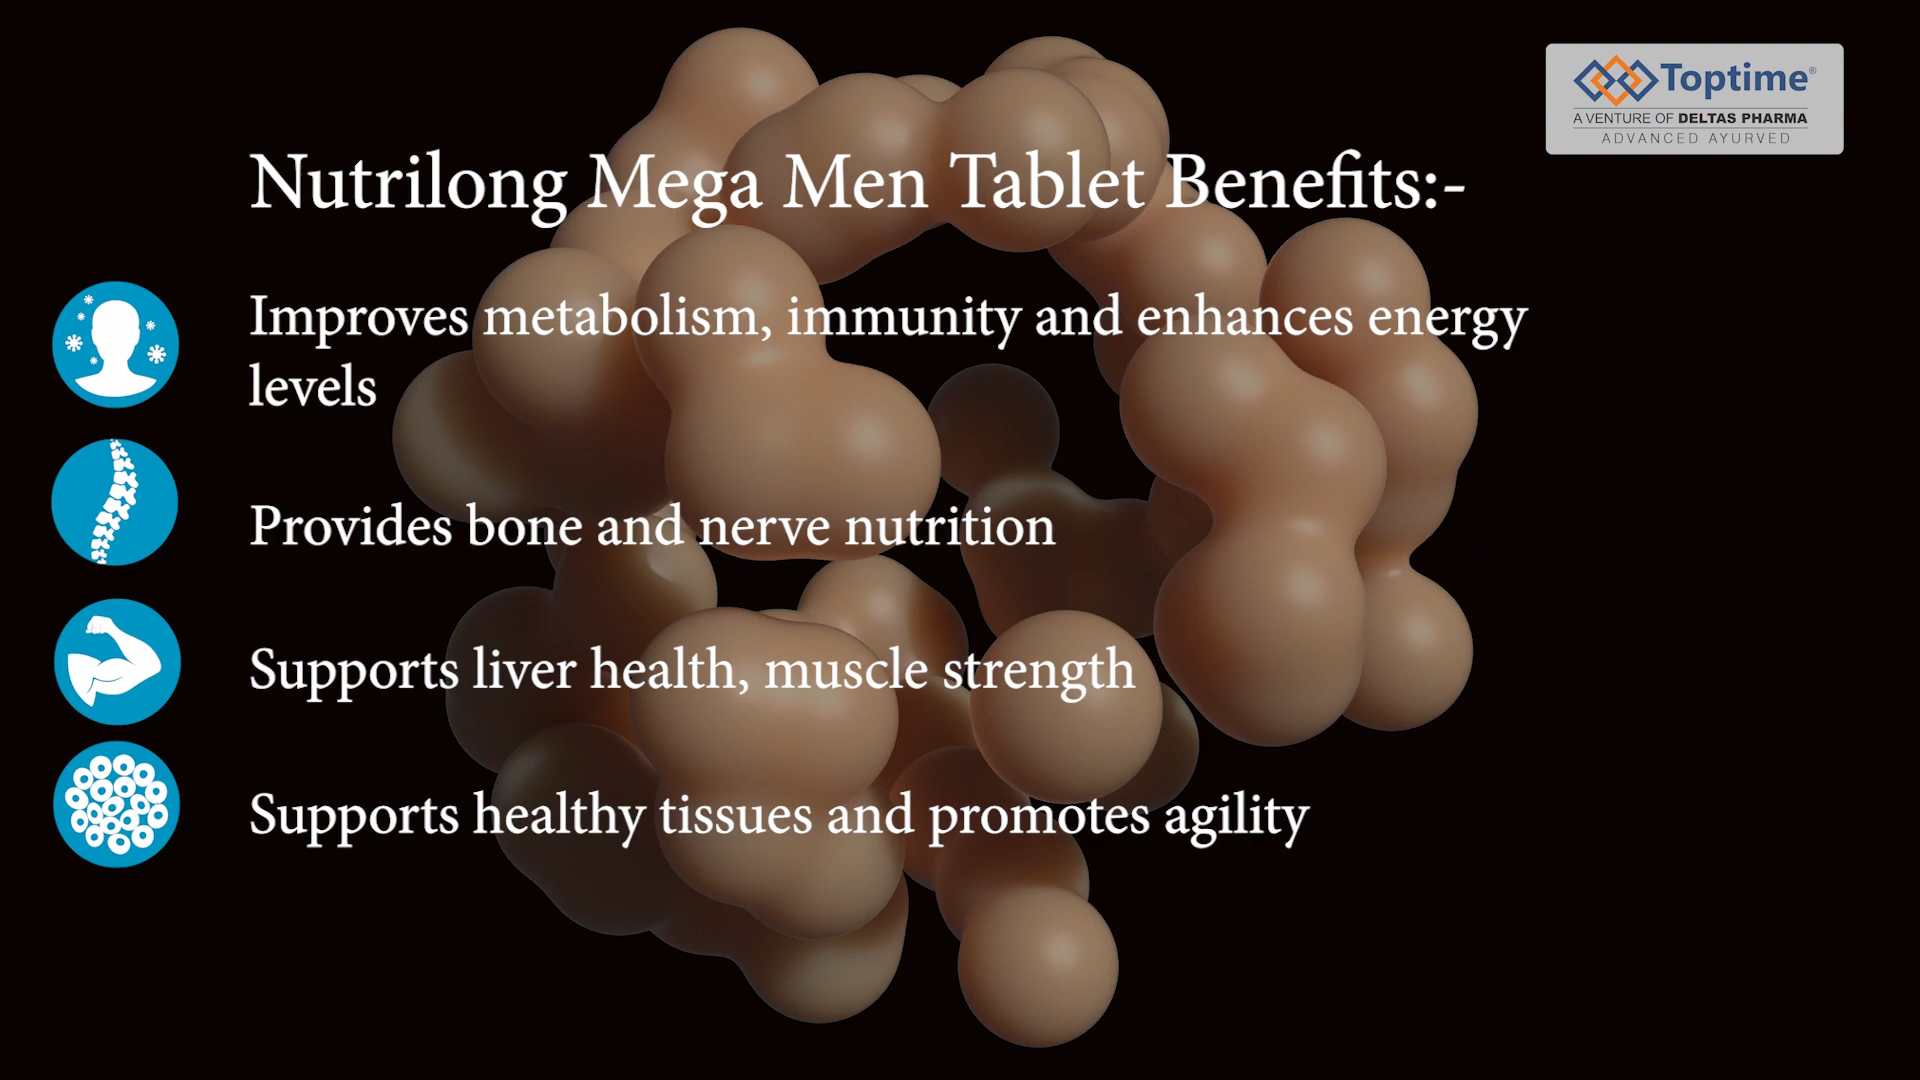 Toptime®
A VENTURE OF DELTAS PHARMA
ADVANCED AYURVED
Nutrilong Mega Men Tablet Benefits:-
Improves metabolism, immunity and enhances energy
levels
Provides bone and nerve nutrition
Supports liver health, muscle strength
Supports healthy tissues and promotes agility